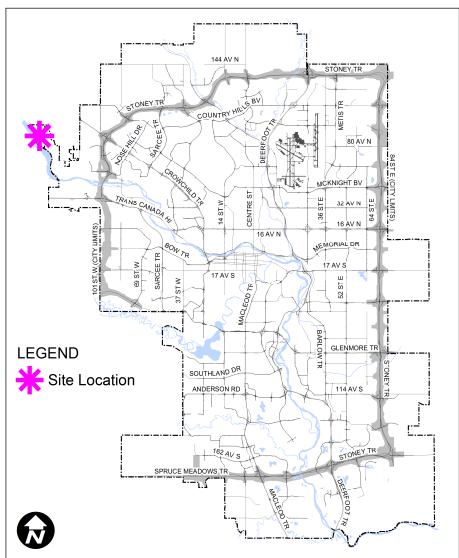 144 AV N
STONEY TR
STONEY TR
COUNTRY HILLS BV
METIS TR
DEERFOOT TR
SARCEE TR
80 AV N
CROWCHILD TR
MCKNIGHT BV
84 ST E (CITY LIMITS)
TRANS CANADA HI
14 ST W
CENTRE ST
36 ST E
32 AV N
64 ST E
16 AV N
16 AV N
101 ST. W. (CITY LIMITS)
BOW TR
MEMORIAL DR
69 ST W
SARCEE TR
37 ST W
17 AV S
17 AV S
52 ST E
MACLEOD TR
BARLOW TR
LEGEND
Site Location
GLENMORE TR
STONEY TR
SOUTHLAND DR
ANDERSON RD
114 AV S
162 AV S
STONEY TR
SPRUCE MEADOWS TR
MACLEOD TR
DEERFOOT TR
N